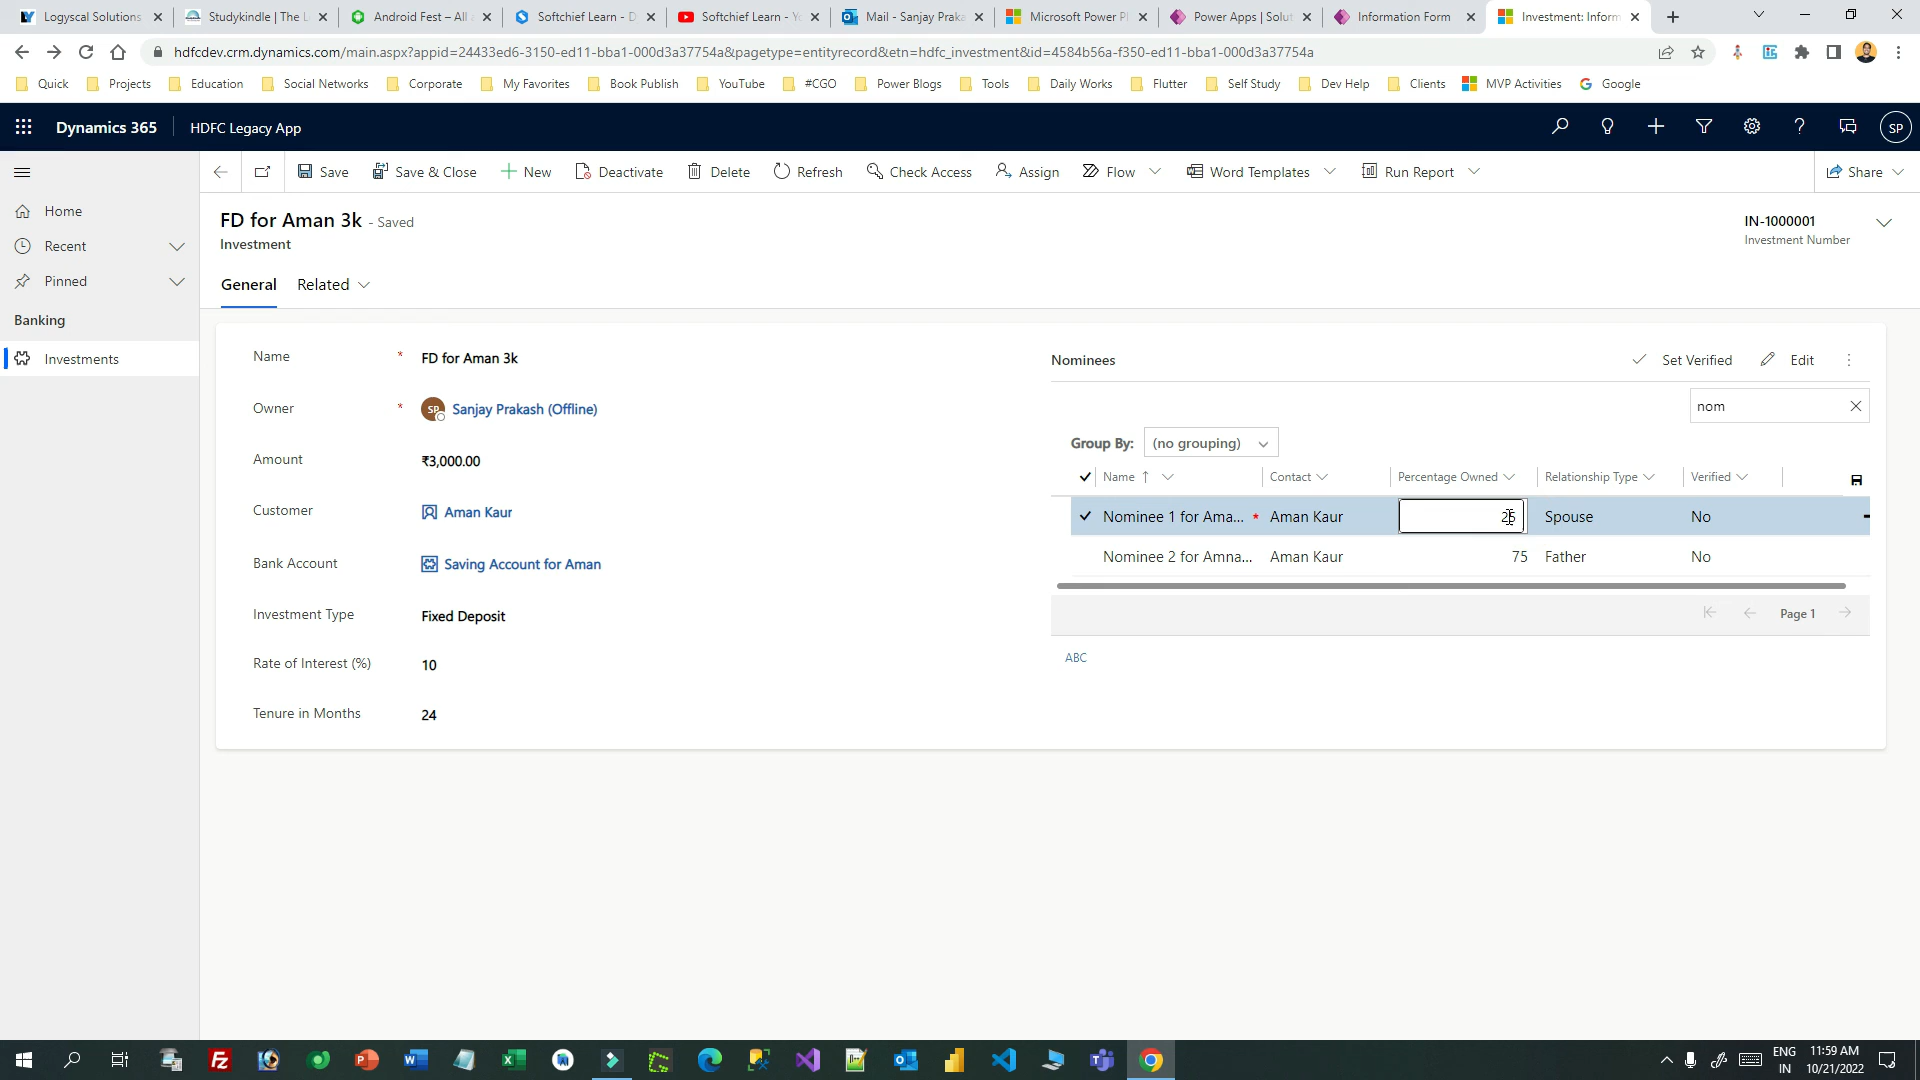 Logyscal Solutions
Studykindle | The L
Android Fest – All a
Softchief Learn - D
Softchief Learn - Yo
Mail - Sanjay Praka
Microsoft Power Pl
Power Apps | Solut
Information Form
Investment: Inform
hdfcdev.crm.dynamics.com/main.aspx?appid=24433ed6-3150-ed11-bba1-000d3a37754a&pagetype=entityrecord&etn=hdfc_investment&id=4584b56a-f350-ed11-bba1-000d3a37754a
Quick Projects Education Social Networks Corporate My Favorites Book Publish YouTube #CGO Power Blogs Tools Daily Works Flutter Self Study Dev Help Clients MVP Activities Google
Dynamics 365 HDFC Legacy App SP
Save Save & Close New Deactivate Delete Refresh Check Access Assign Flow Word Templates Run Report Share
Home
Recent
Pinned
Banking
Investments
FD for Aman 3k - Saved
Investment
IN-1000001
Investment Number
General Related
Name * FD for Aman 3k
Owner * SP Sanjay Prakash (Offline)
Amount ₹3,000.00
Customer Aman Kaur
Bank Account Saving Account for Aman
Investment Type Fixed Deposit
Rate of Interest (%) 10
Tenure in Months 24
Nominees Set Verified Edit
nom
Group By: (no grouping)
Name ↑ Contact Percentage Owned Relationship Type Verified
Nominee 1 for Ama... * Aman Kaur 25 Spouse No
Nominee 2 for Amna... Aman Kaur 75 Father No
Page 1
ABC
ENG
IN
11:59 AM
10/21/2022